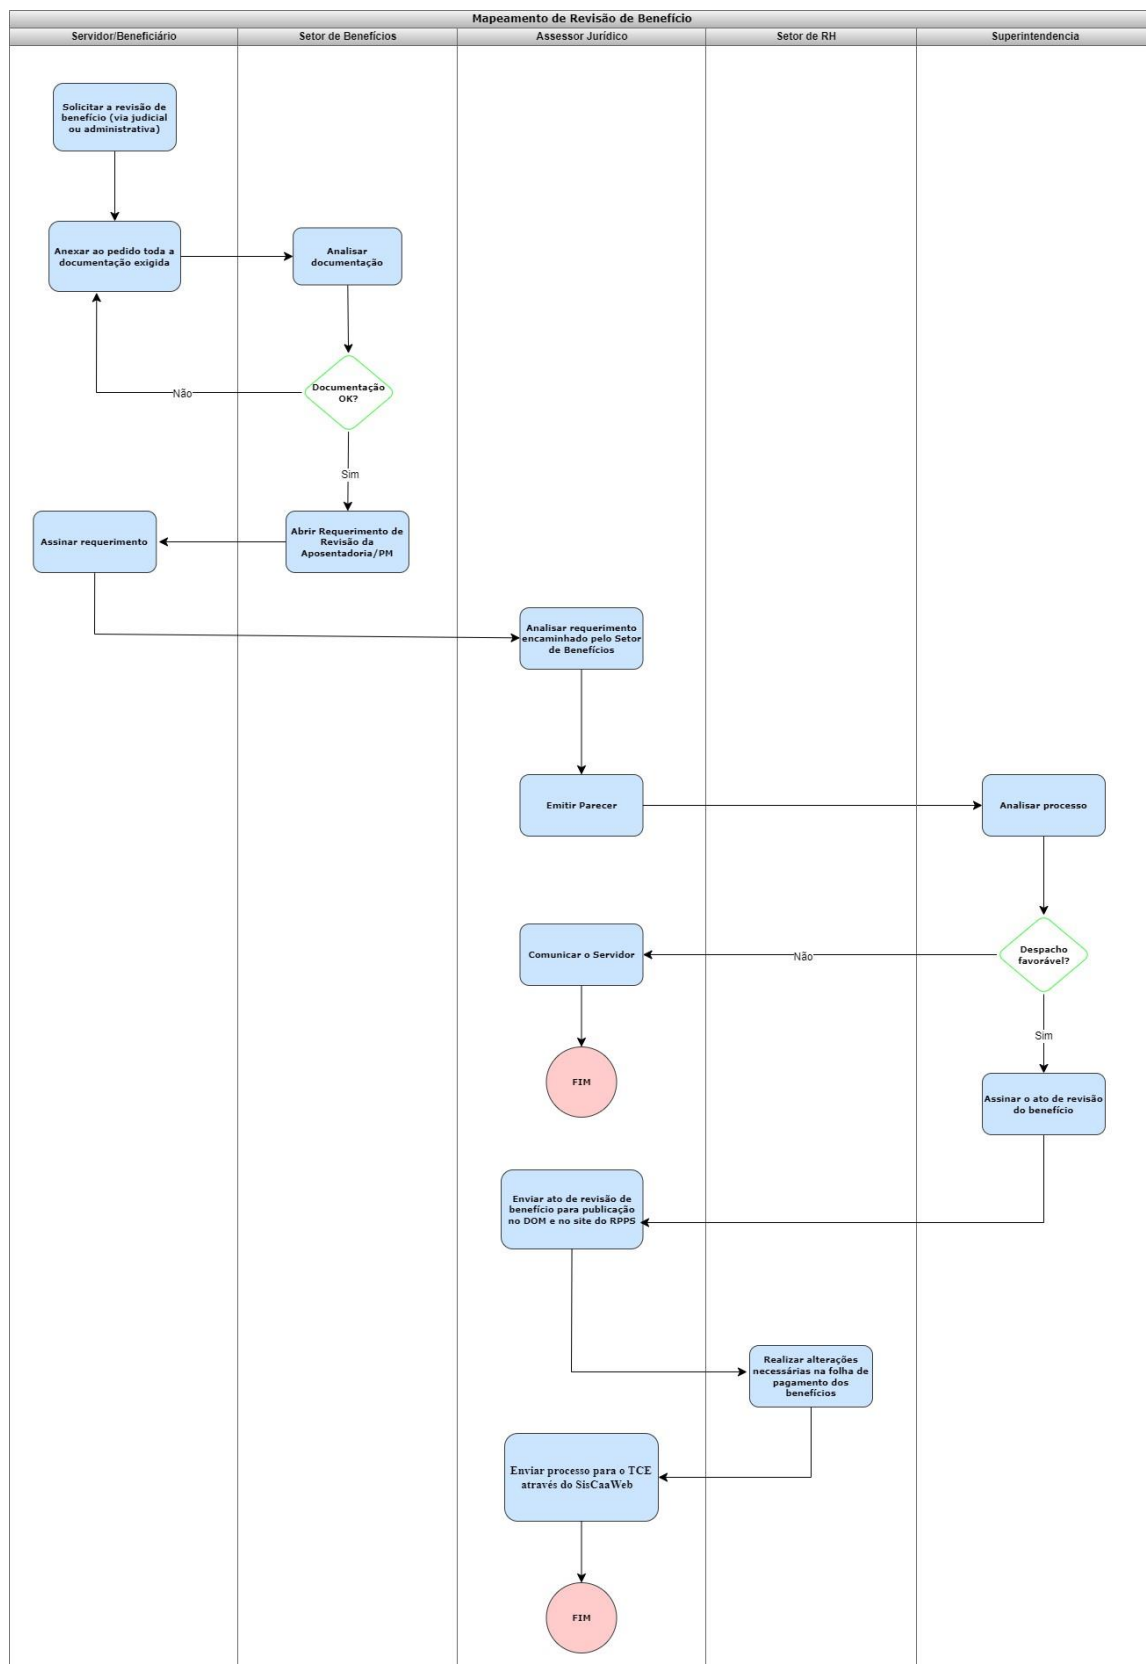 Mapeamento de Revisão de Benefício
Servidor/Beneficiário
Setor de Benefícios
Assessor Jurídico
Setor de RH
Superintendencia
Solicitar a revisão de
benefício (via judicial
ou administrativa)
Anexar ao pedido toda a
documentação exigida
Analisar
documentação
Documentação
OK?
Não
Sim
Assinar requerimento
Abrir Requerimento de
Revisão da
Aposentadoria/PM
Analisar requerimento
encaminhado pelo Setor
de Benefícios
Emitir Parecer
Analisar processo
Comunicar o Servidor
Não
Despacho
favorável?
Sim
FIM
Assinar o ato de revisão
do benefício
Enviar ato de revisão de
benefício para publicação
no DOM e no site do RPPS
Realizar alterações
necessárias na folha de
pagamento dos
benefícios
Enviar processo para o TCE
através do SisCaaWeb
FIM